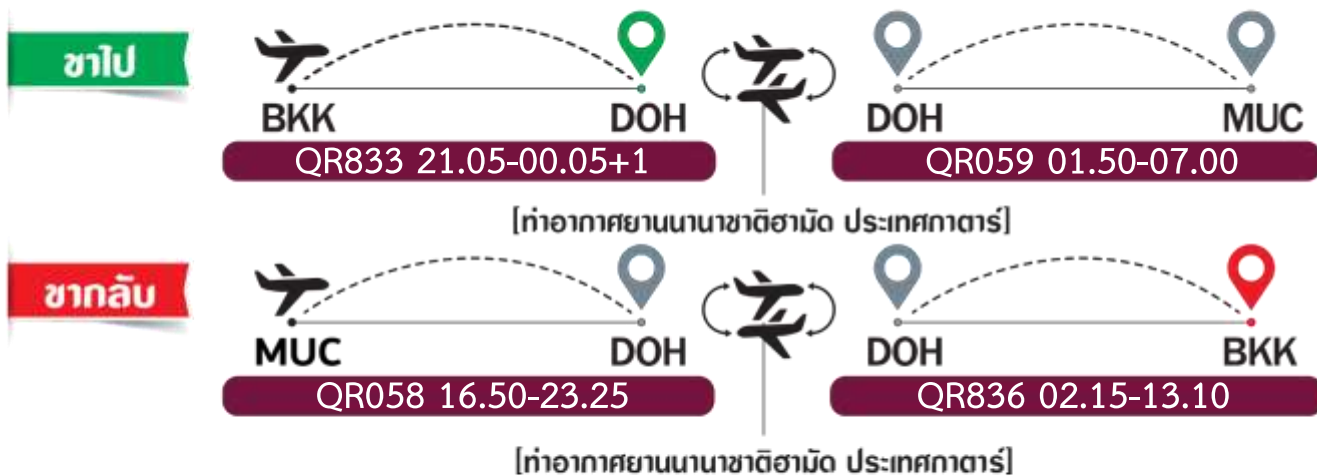 ขาไป
BKK DOH DOH MUC
QR833 21.05-00.05+1 QR059 01.50-07.00
[ท่าอากาศยานนานาชาติฮามัด ประเทศกาตาร์]
ขากลับ
MUC DOH DOH BKK
QR058 16.50-23.25 QR836 02.15-13.10
[ท่าอากาศยานนานาชาติฮามัด ประเทศกาตาร์]